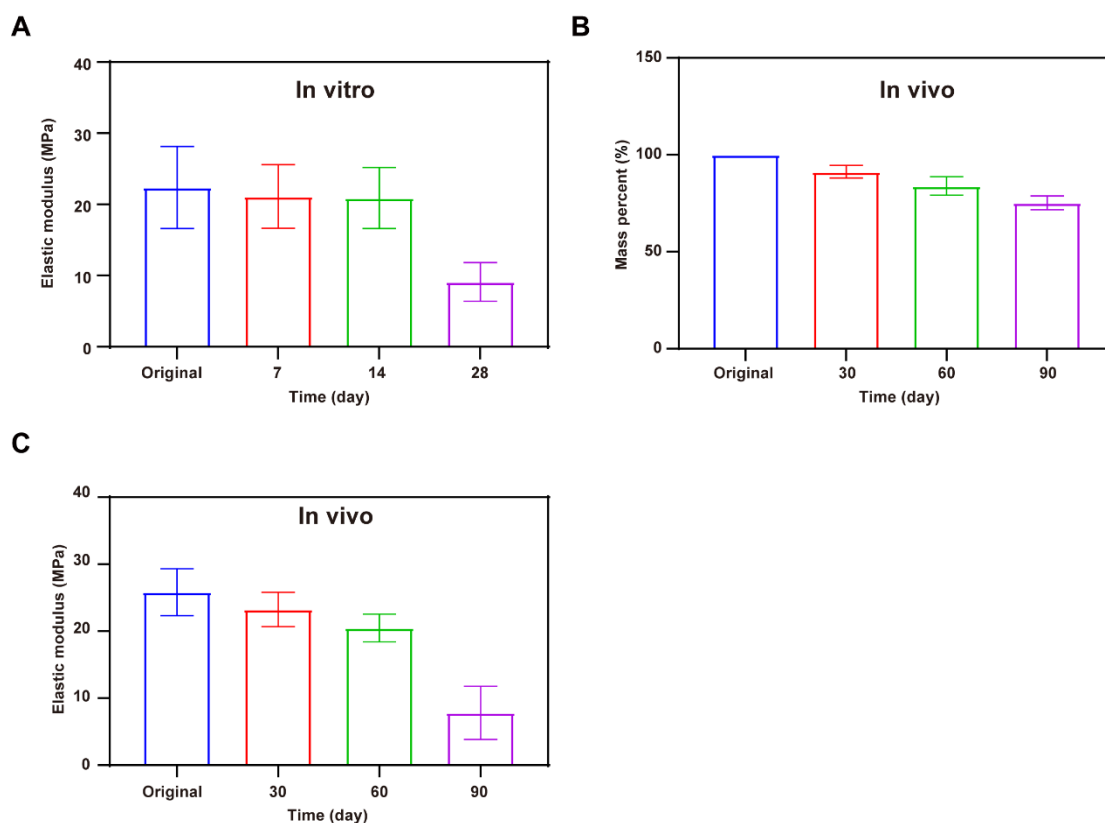 A
In vitro
Elastic modulus (MPa)
40
30
20
10
0
Original 7 14 28
Time (day)
B
In vivo
Mass percent (%)
150
100
50
0
Original 30 60 90
Time (day)
C
In vivo
Elastic modulus (MPa)
40
30
20
10
0
Original 30 60 90
Time (day)